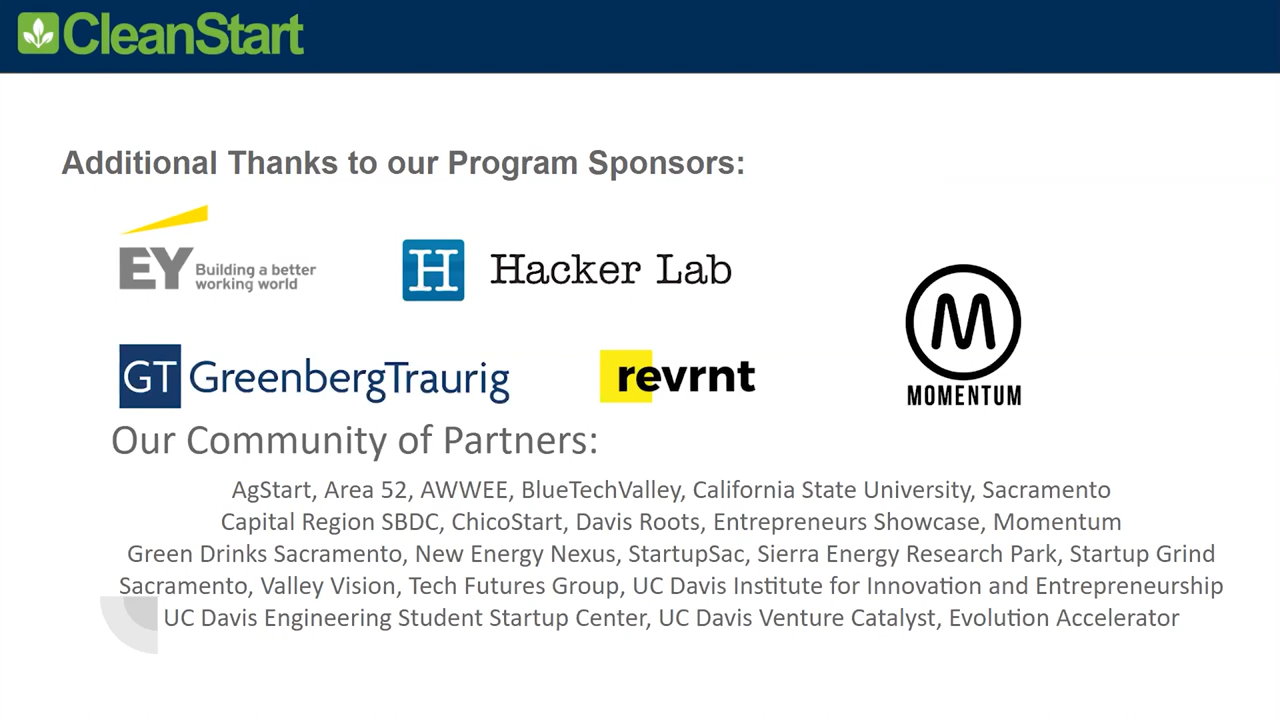 CleanStart
Additional Thanks to our Program Sponsors:
EY Building a better
working world
H Hacker Lab
M
MOMENTUM
GT GreenbergTraurig
revrnt
Our Community of Partners:
AgStart, Area 52, AWWEE, BlueTechValley, California State University, Sacramento
Capital Region SBDC, ChicoStart, Davis Roots, Entrepreneurs Showcase, Momentum
Green Drinks Sacramento, New Energy Nexus, StartupSac, Sierra Energy Research Park, Startup Grind
Sacramento, Valley Vision, Tech Futures Group, UC Davis Institute for Innovation and Entrepreneurship
UC Davis Engineering Student Startup Center, UC Davis Venture Catalyst, Evolution Accelerator